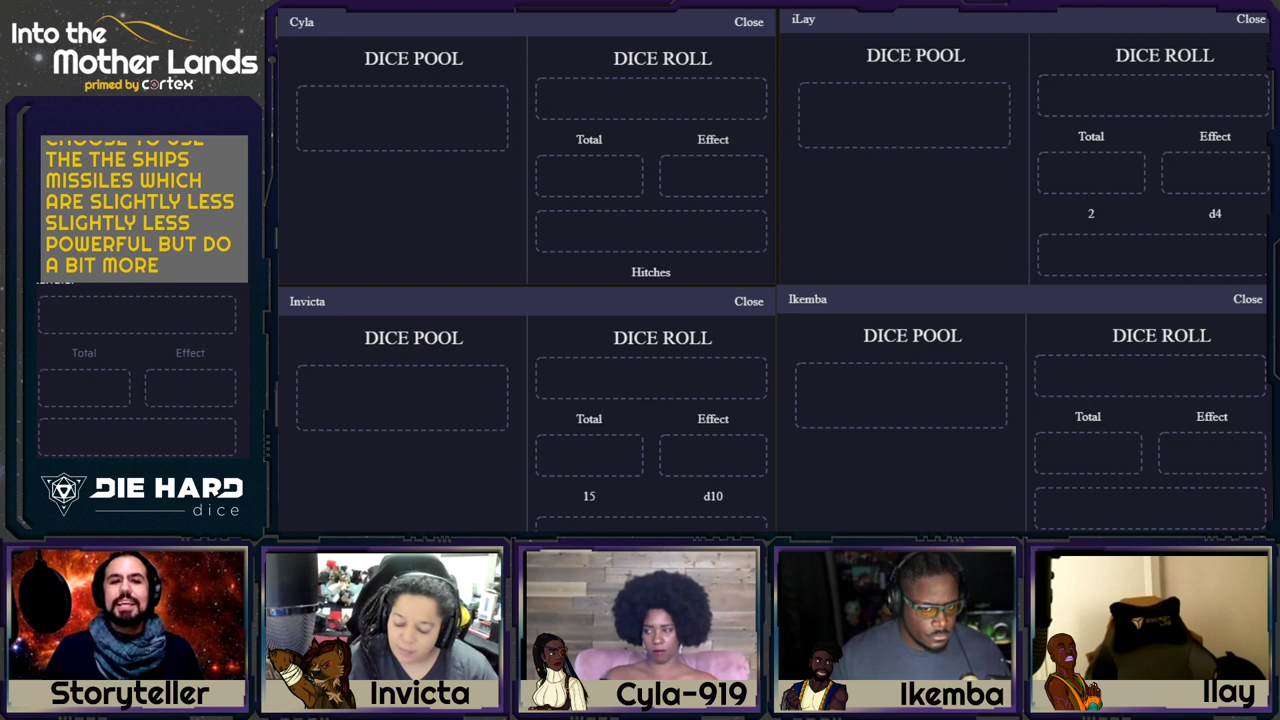 Into the
Mother Lands
primed by cortex
CHOOSE TO USE
THE THE SHIPS
MISSILES WHICH
ARE SLIGHTLY LESS
SLIGHTLY LESS
POWERFUL BUT DO
A BIT MORE
Total Effect
DIE HARD
dice
Cyla Close
DICE POOL DICE ROLL
Total Effect
Hitches
iLay Close
DICE POOL DICE ROLL
Total Effect
2 d4
Invicta Close
DICE POOL DICE ROLL
Total Effect
15 d10
Ikemba Close
DICE POOL DICE ROLL
Total Effect
Storyteller
Invicta
Cyla-919
Ikemba
Ilay